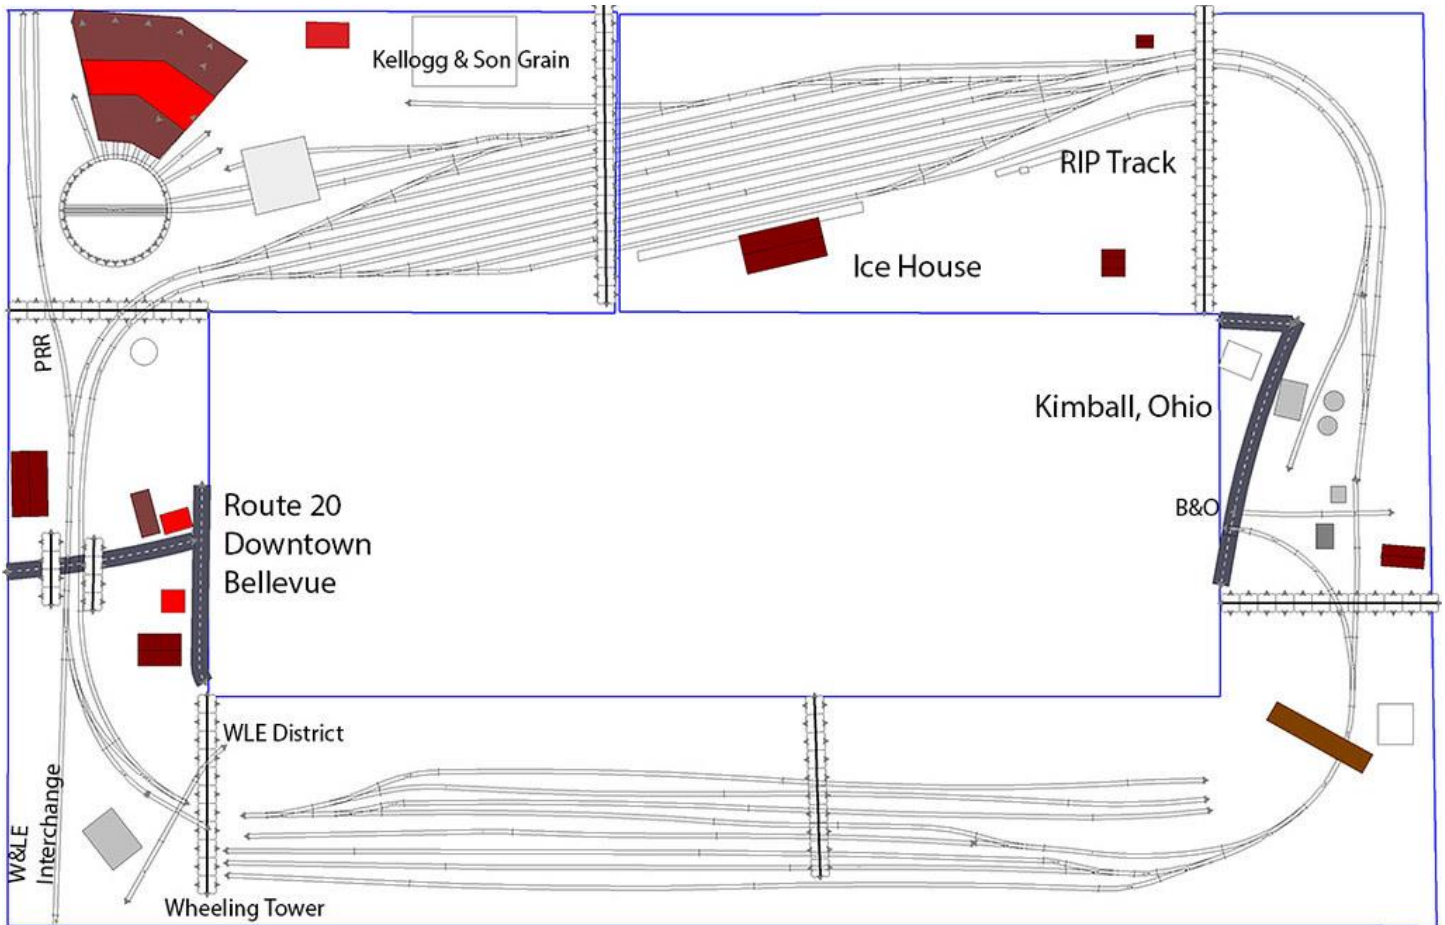 Kellogg & Son Grain
RIP Track
Ice House
PRR
Kimball, Ohio
Route 20
Downtown
Bellevue
B&O
WLE District
W&LE
Interchange
Wheeling Tower